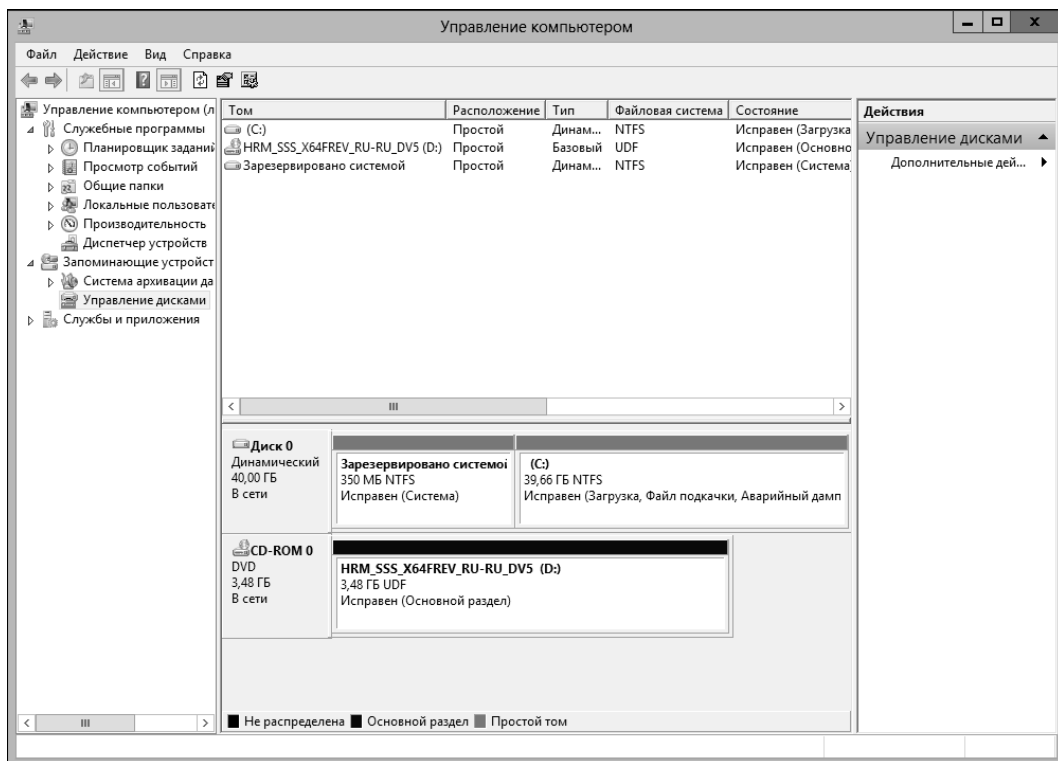 Управление компьютером
Файл Действие Вид Справка
Управление компьютером (л
Служебные программы
Планировщик заданий
Просмотр событий
Общие папки
Локальные пользовате
Производительность
Диспетчер устройств
Запоминающие устройст
Система архивации да
Управление дисками
Службы и приложения
Том Расположение Тип Файловая система Состояние
(C:) Простой Динам... NTFS Исправен (Загрузка
HRM_SSS_X64FREV_RU-RU_DV5 (D:) Простой Базовый UDF Исправен (Основно
Зарезервировано системой Простой Динам... NTFS Исправен (Система)
Диск 0
Динамический
40,00 ГБ
В сети
Зарезервировано системой
350 МБ NTFS
Исправен (Система)
(C:)
39,66 ГБ NTFS
Исправен (Загрузка, Файл подкачки, Аварийный дамп
CD-ROM 0
DVD
3,48 ГБ
В сети
HRM_SSS_X64FREV_RU-RU_DV5 (D:)
3,48 ГБ UDF
Исправен (Основной раздел)
Не распределена Основной раздел Простой том
Действия
Управление дисками
Дополнительные дей...